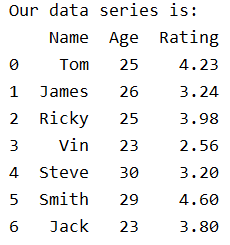 Our data series is:
    Name  Age  Rating
0    Tom   25    4.23
1  James   26    3.24
2  Ricky   25    3.98
3    Vin   23    2.56
4  Steve   30    3.20
5  Smith   29    4.60
6   Jack   23    3.80